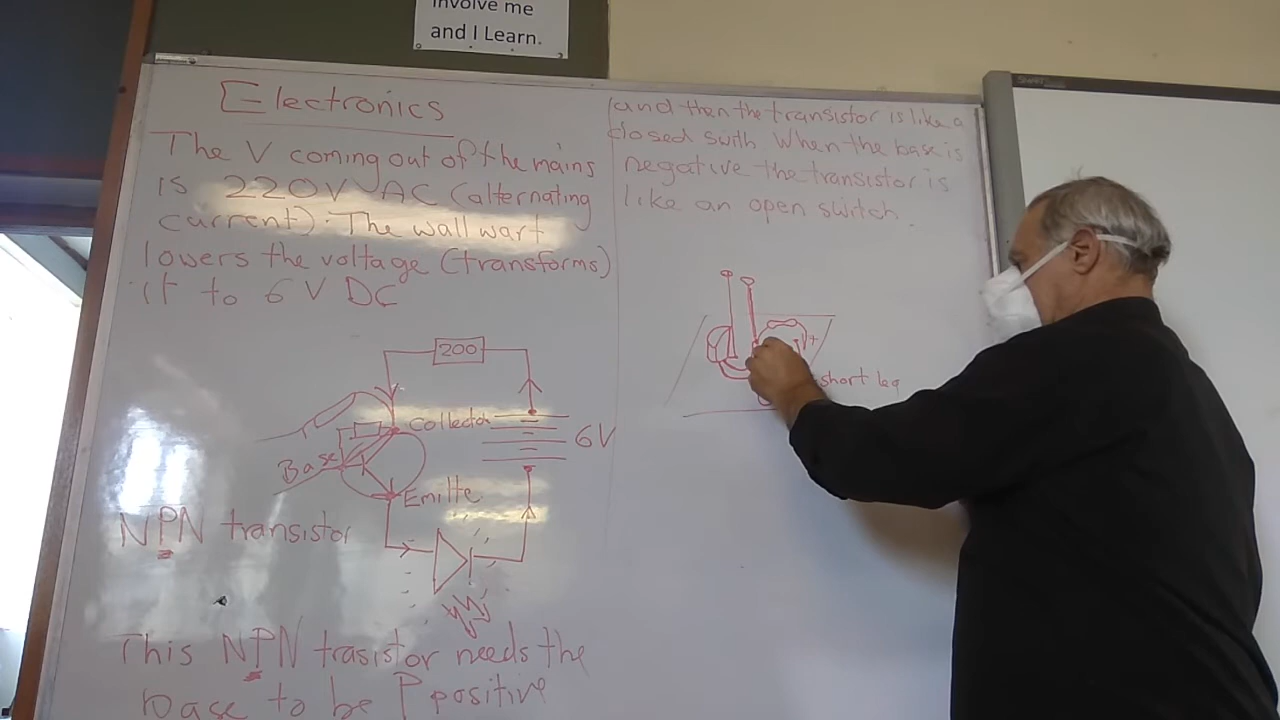 Involve me
and I Learn.
Electronics
The V coming out of the mains
is 220V AC (alternating
current). The wall wart
lowers the voltage (transforms)
it to 6V DC
200
Collector
6V
Base
Emitte
NPN transistor
This NPN trasistor needs the
base to be P positive
and then the transistor is like a
closed swith When the base is
negative the transistor is
like an open switch.
+
short leg